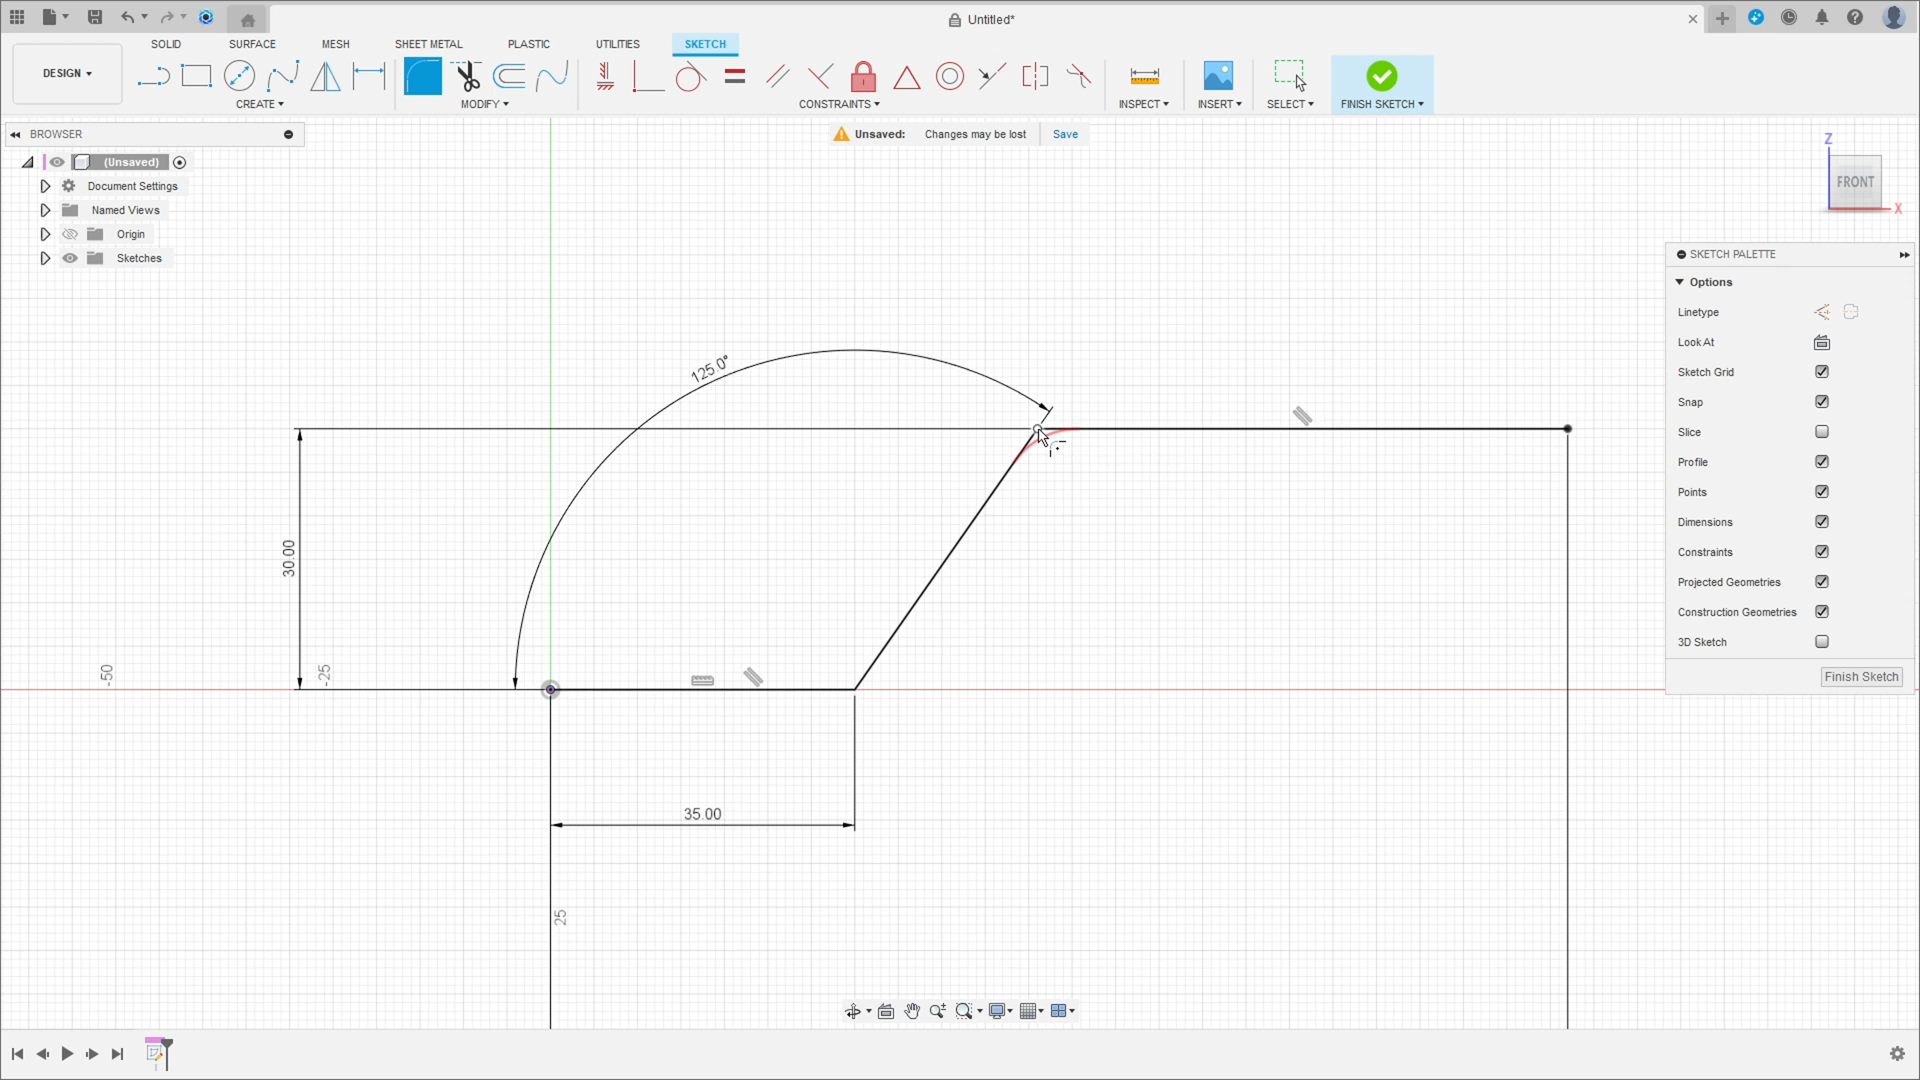 Untitled*
SOLID
SURFACE
MESH
SHEET METAL
PLASTIC
UTILITIES
SKETCH
DESIGN
CREATE
MODIFY
CONSTRAINTS
INSPECT
INSERT
SELECT
FINISH SKETCH
BROWSER
Unsaved: Changes may be lost Save
(Unsaved)
Document Settings
Named Views
Origin
Sketches
Z
FRONT
X
SKETCH PALETTE
Options
Linetype
Look At
Sketch Grid
Snap
Slice
Profile
Points
Dimensions
Constraints
Projected Geometries
Construction Geometries
3D Sketch
Finish Sketch
125.0°
30.00
-50
-25
35.00
25